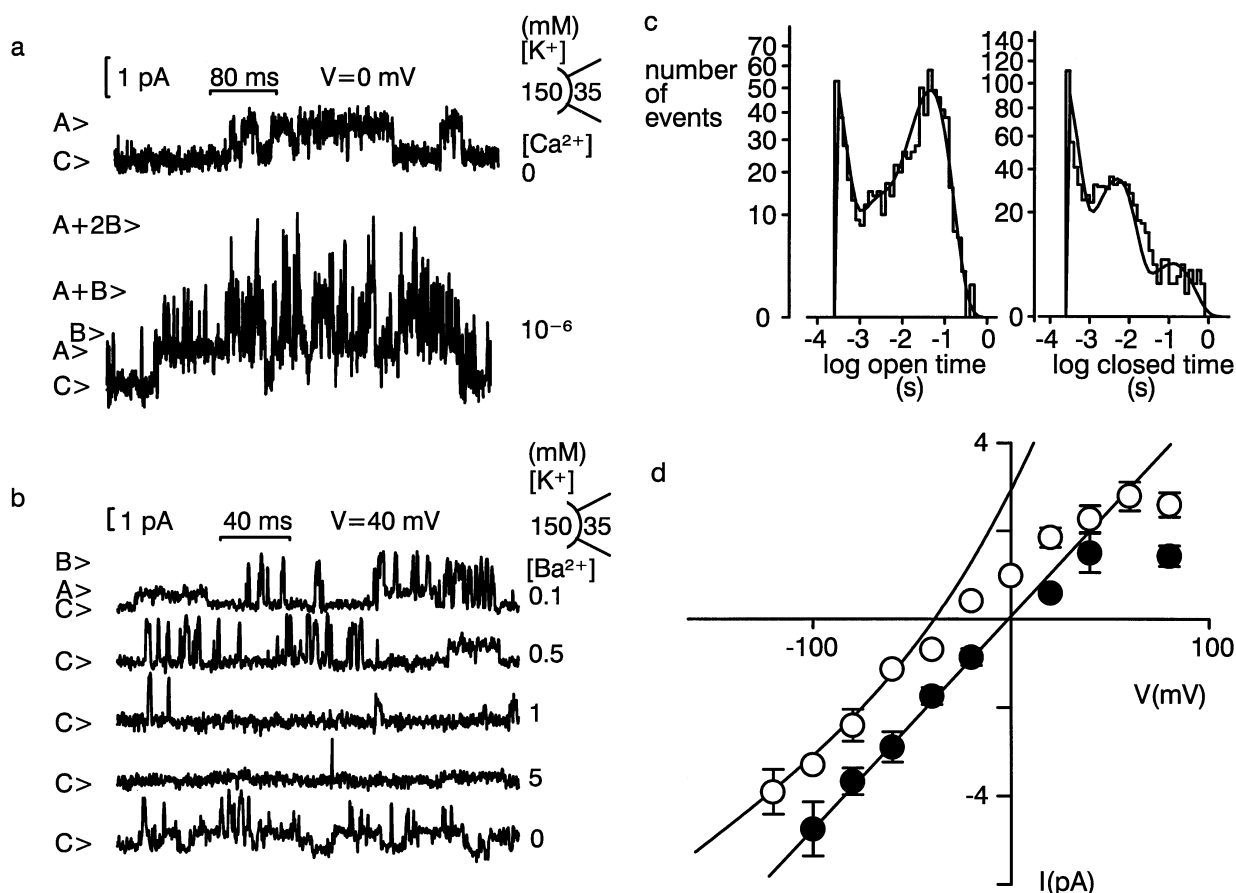 a
1 pA
80 ms
V=0 mV
(mM)
[K⁺]
150
35
[Ca²⁺]
0
A>
C>
A+2B>
A+B>
B>
A>
C>
10⁻⁶
b
1 pA
40 ms
V=40 mV
(mM)
[K⁺]
150
35
[Ba²⁺]
B>
A>
C>
0.1
C>
0.5
C>
1
C>
5
C>
0
c
number
of
events
70
60
50
40
30
20
10
0
-4 -3 -2 -1 0
log open time
(s)
140
120
100
80
60
40
20
0
-4 -3 -2 -1 0
log closed time
(s)
d
4
-100
100
V(mV)
-4
I(pA)